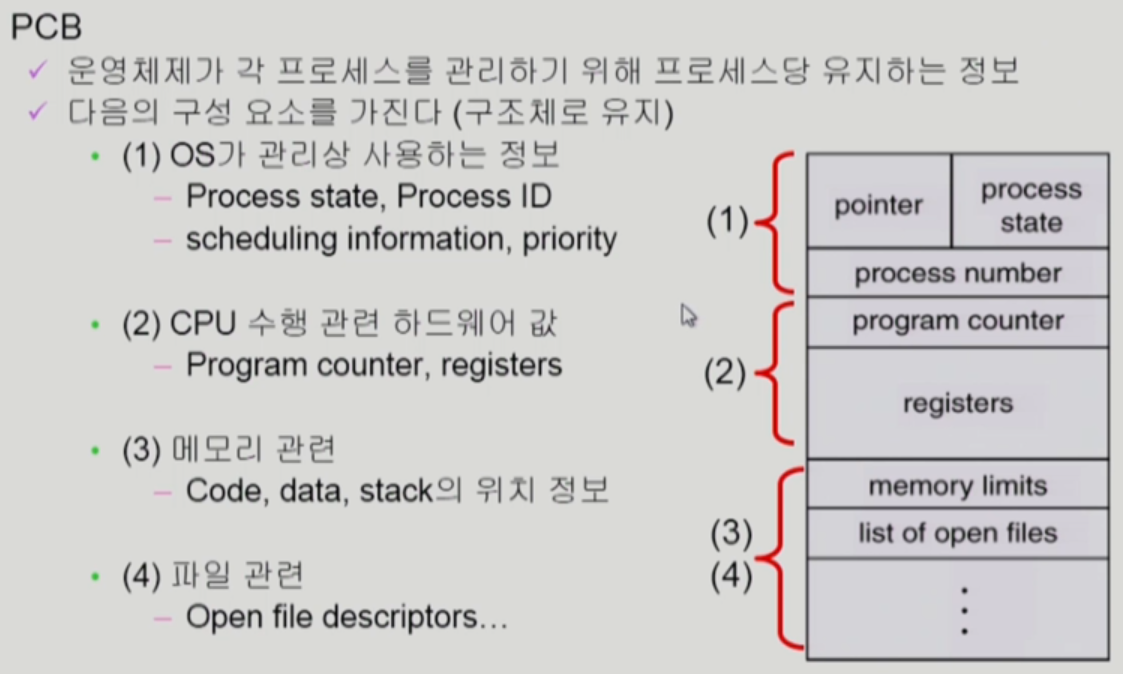 PCB
✓ 운영체제가 각 프로세스를 관리하기 위해 프로세스당 유지하는 정보
✓ 다음의 구성 요소를 가진다 (구조체로 유지)
• (1) OS가 관리상 사용하는 정보
– Process state, Process ID
– scheduling information, priority
• (2) CPU 수행 관련 하드웨어 값
– Program counter, registers
• (3) 메모리 관련
– Code, data, stack의 위치 정보
• (4) 파일 관련
– Open file descriptors…
(1)
pointer
process
state
process number
(2)
program counter
registers
(3)
(4)
memory limits
list of open files